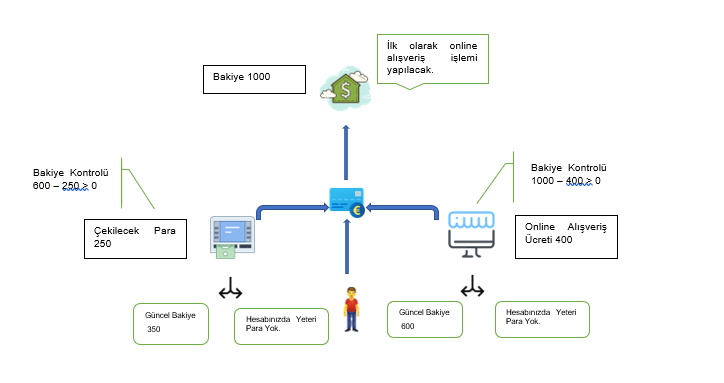 İlk olarak online
alışveriş işlemi
yapılacak.
Bakiye 1000
Bakiye Kontrolü
600 – 250 > 0
Bakiye Kontrolü
1000 – 400 > 0
Çekilecek Para
250
Online Alışveriş
Ücreti 400
Güncel Bakiye
350
Hesabınızda Yeteri
Para Yok.
Güncel Bakiye
600
Hesabınızda Yeteri
Para Yok.